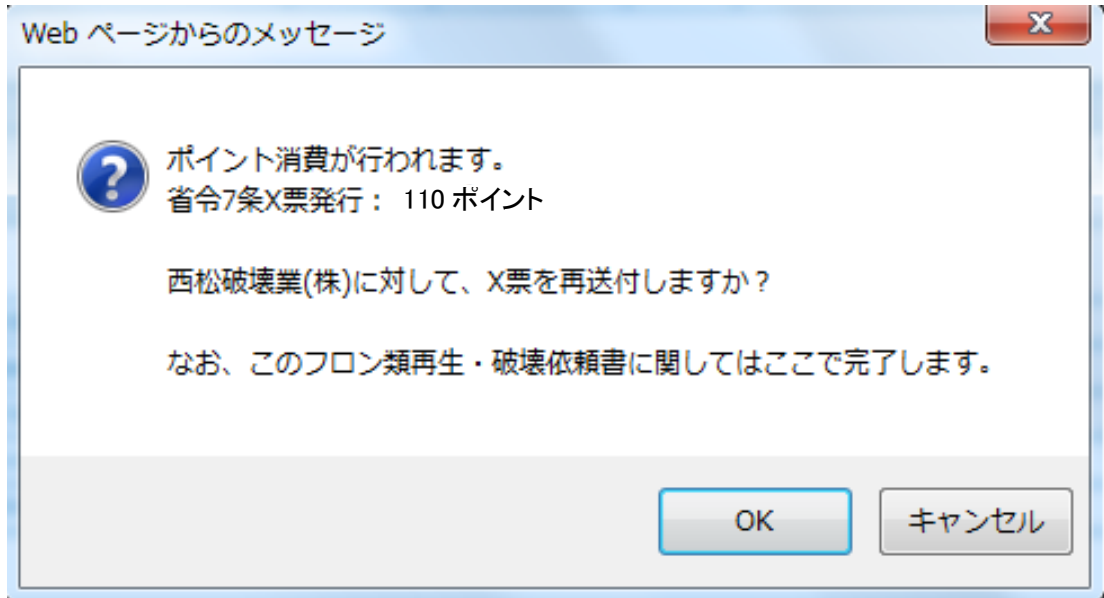 Web ページからのメッセージ
x
?
ポイント消費が行われます。
省令7条X票発行： 110 ポイント
西松破壊業(株)に対して、X票を再送付しますか？
なお、このフロン類再生・破壊依頼書に関してはここで完了します。
OK
キャンセル